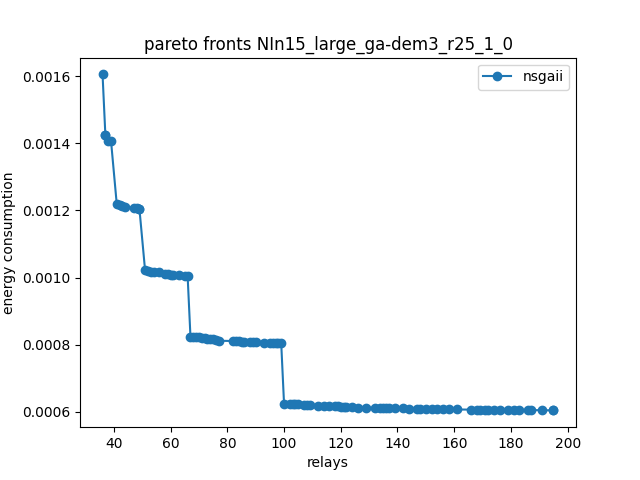 pareto fronts NIn15_large_ga-dem3_r25_1_0
nsgaii
energy consumption
0.0016
0.0014
0.0012
0.0010
0.0008
0.0006
40 60 80 100 120 140 160 180 200
relays